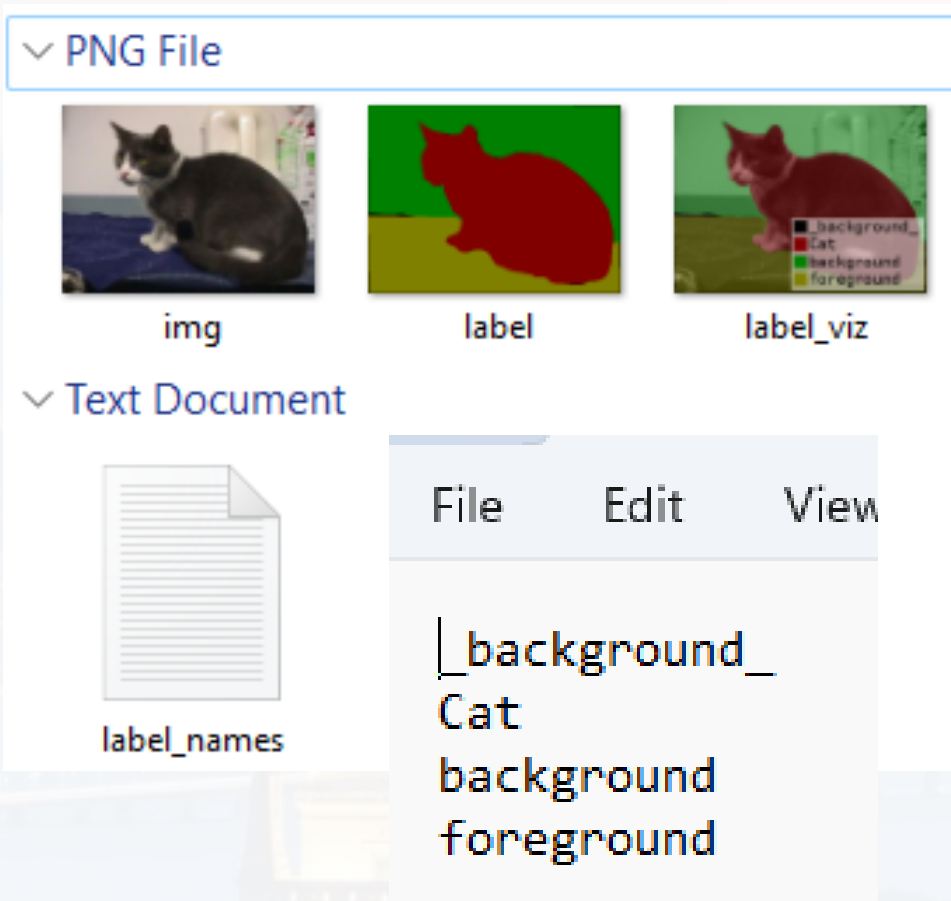 PNG File
_background_
Cat
background
foreground
img
label
label_viz
Text Document
label_names
File Edit View
_background_
Cat
background
foreground